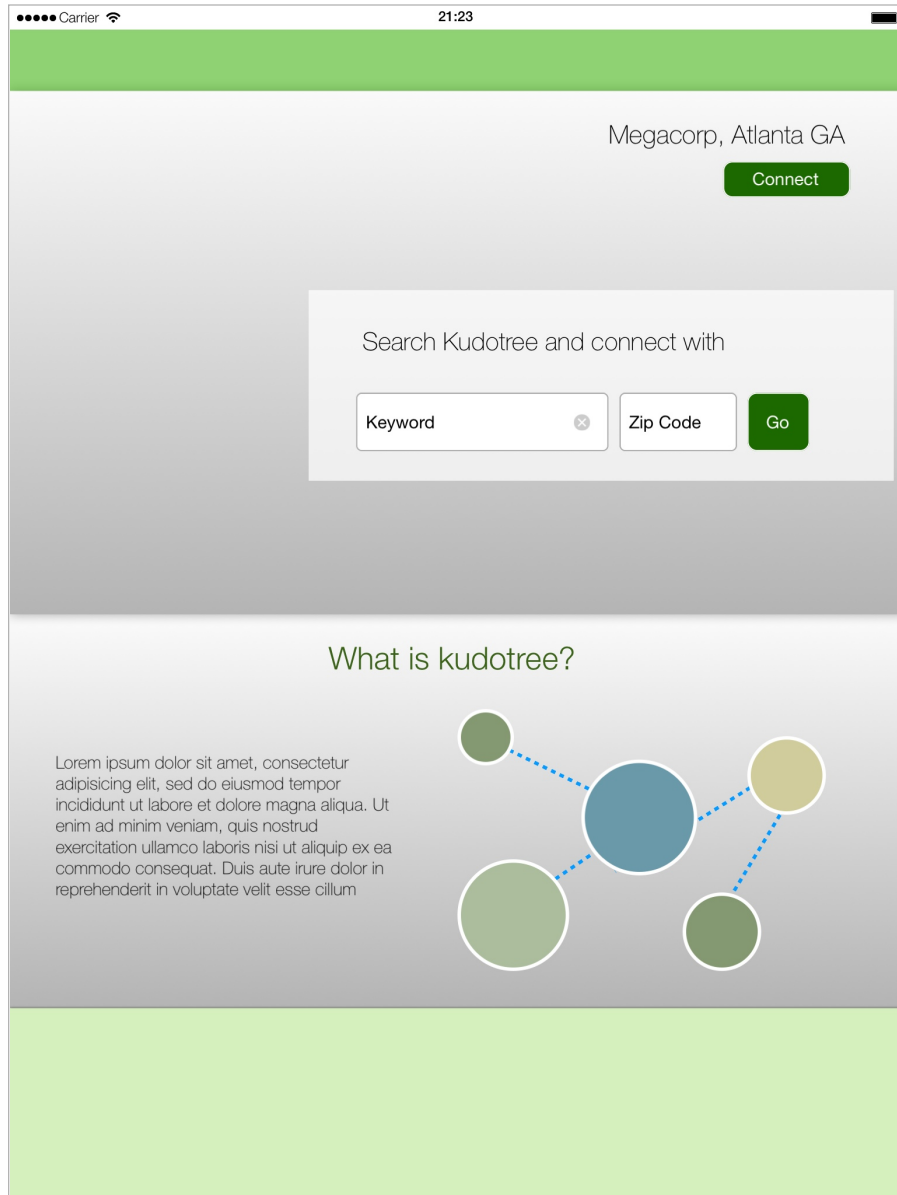 Carrier 21:23
Megacorp, Atlanta GA
Connect
Search Kudotree and connect with
Keyword Zip Code Go
What is kudotree?
Lorem ipsum dolor sit amet, consectetur
adipisicing elit, sed do eiusmod tempor
incididunt ut labore et dolore magna aliqua. Ut
enim ad minim veniam, quis nostrud
exercitation ullamco laboris nisi ut aliquip ex ea
commodo consequat. Duis aute irure dolor in
reprehenderit in voluptate velit esse cillum